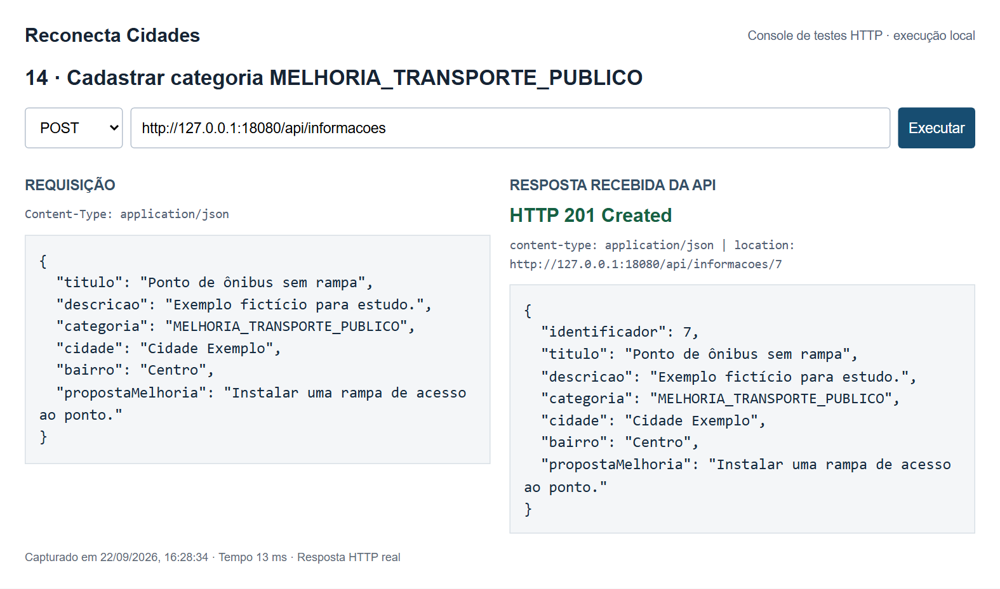 Reconecta Cidades
Console de testes HTTP · execução local
14 · Cadastrar categoria MELHORIA_TRANSPORTE_PUBLICO
POST
http://127.0.0.1:18080/api/informacoes
Executar
REQUISIÇÃO
Content-Type: application/json
{
"titulo": "Ponto de ônibus sem rampa",
"descricao": "Exemplo fictício para estudo.",
"categoria": "MELHORIA_TRANSPORTE_PUBLICO",
"cidade": "Cidade Exemplo",
"bairro": "Centro",
"propostaMelhoria": "Instalar uma rampa de acesso
ao ponto."
}
RESPOSTA RECEBIDA DA API
HTTP 201 Created
content-type: application/json | location:
http://127.0.0.1:18080/api/informacoes/7
{
"identificador": 7,
"titulo": "Ponto de ônibus sem rampa",
"descricao": "Exemplo fictício para estudo.",
"categoria": "MELHORIA_TRANSPORTE_PUBLICO",
"cidade": "Cidade Exemplo",
"bairro": "Centro",
"propostaMelhoria": "Instalar uma rampa de acesso
ao ponto."
}
Capturado em 22/09/2026, 16:28:34 · Tempo 13 ms · Resposta HTTP real